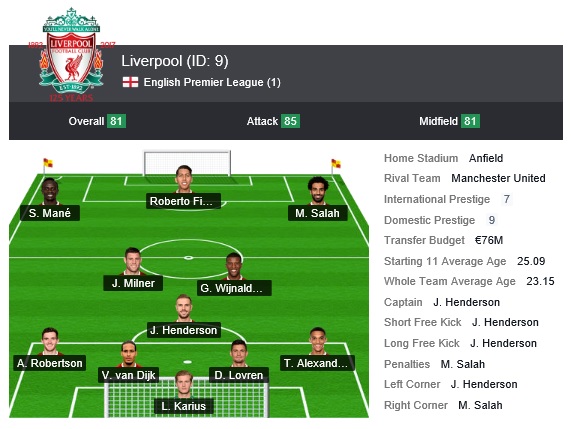 YOU'LL NEVER WALK ALONE
1892 2017
LIVERPOOL
FOOTBALL CLUB
EST·1892
125 YEARS
Liverpool (ID: 9)
English Premier League (1)
Overall 81 Attack 85 Midfield 81
S. Mané
Roberto Fi…
M. Salah
J. Milner
G. Wijnald…
J. Henderson
A. Robertson
V. van Dijk
D. Lovren
T. Alexand…
L. Karius
Home Stadium Anfield
Rival Team Manchester United
International Prestige 7
Domestic Prestige 9
Transfer Budget €76M
Starting 11 Average Age 25.09
Whole Team Average Age 23.15
Captain J. Henderson
Short Free Kick J. Henderson
Long Free Kick J. Henderson
Penalties M. Salah
Left Corner J. Henderson
Right Corner M. Salah